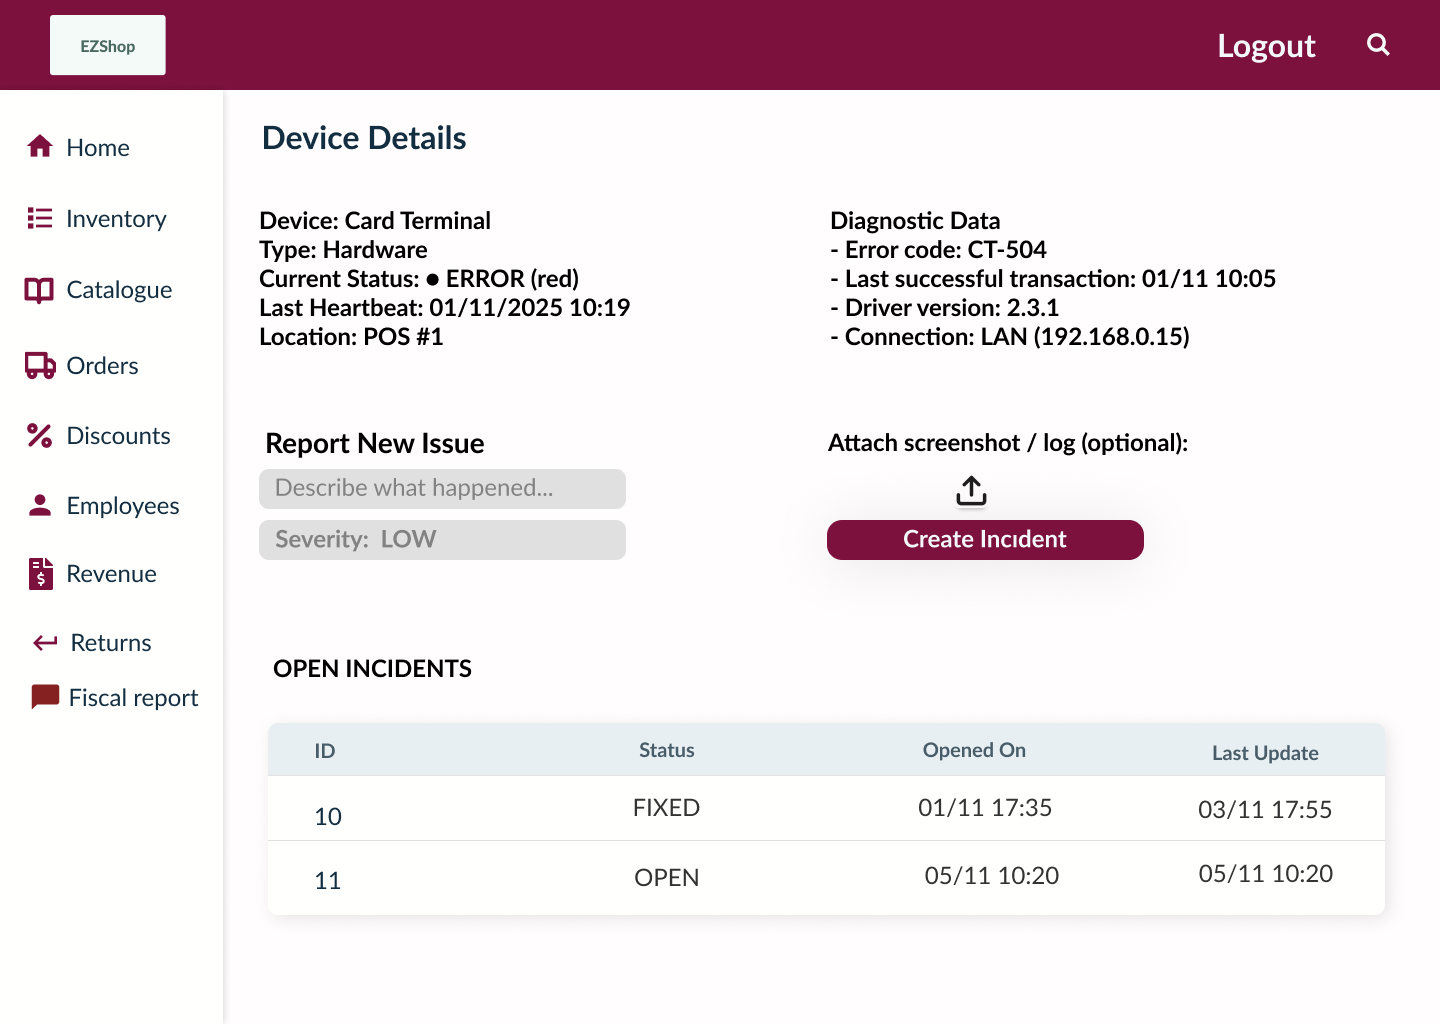 EZShop
Logout
Home
Inventory
Catalogue
Orders
Discounts
Employees
Revenue
Returns
Fiscal report
Device Details
Device: Card Terminal
Type: Hardware
Current Status: ● ERROR (red)
Last Heartbeat: 01/11/2025 10:19
Location: POS #1
Diagnostic Data
- Error code: CT-504
- Last successful transaction: 01/11 10:05
- Driver version: 2.3.1
- Connection: LAN (192.168.0.15)
Report New Issue
Describe what happened...
Severity: LOW
Attach screenshot / log (optional):
Create Incıdent
OPEN INCIDENTS
ID Status Opened On Last Update
10 FIXED 01/11 17:35 03/11 17:55
11 OPEN 05/11 10:20 05/11 10:20